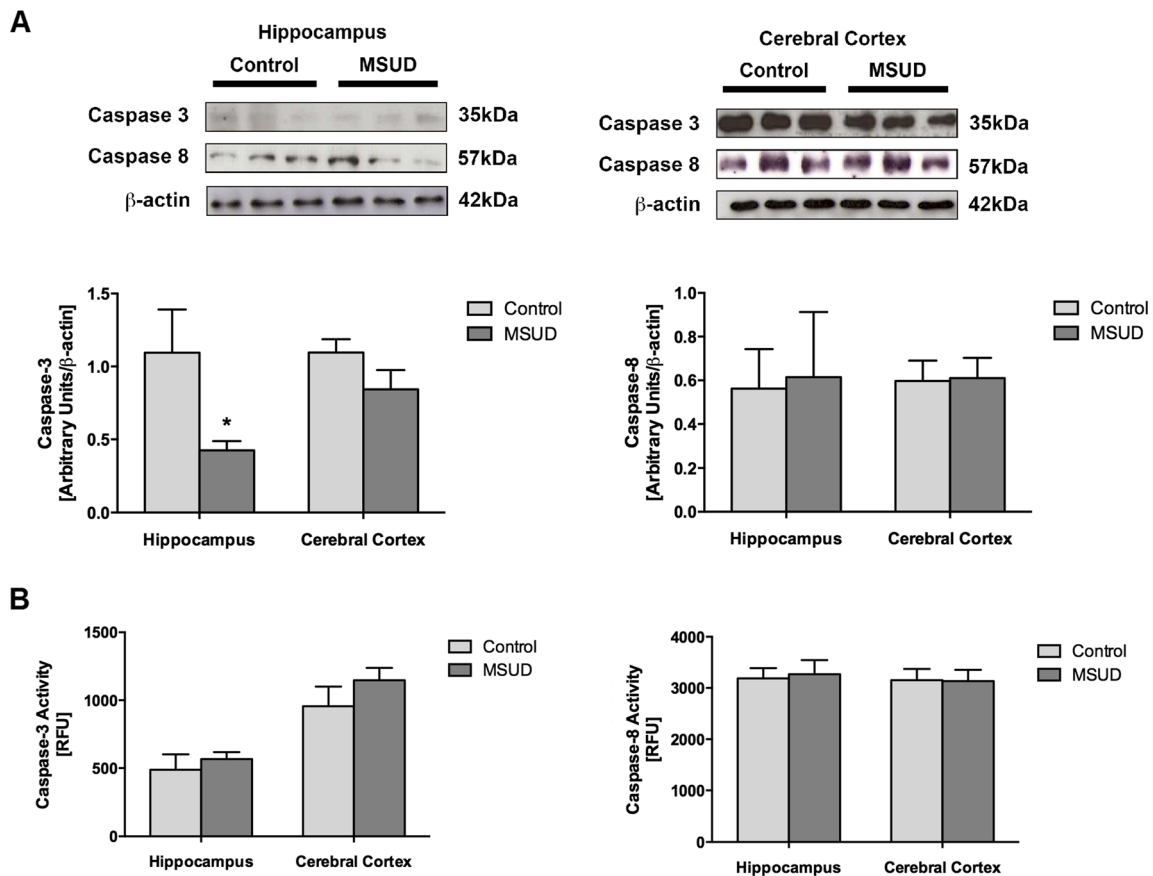 A
Hippocampus
Control MSUD
Caspase 3 35kDa
Caspase 8 57kDa
β-actin 42kDa
Cerebral Cortex
Control MSUD
Caspase 3 35kDa
Caspase 8 57kDa
β-actin 42kDa
Caspase-3
[Arbitrary Units/β-actin]
1.5
1.0
0.5
0.0
*
Hippocampus Cerebral Cortex
Control
MSUD
Caspase-8
[Arbitrary Units/β-actin]
1.0
0.8
0.6
0.4
0.2
0.0
Hippocampus Cerebral Cortex
Control
MSUD
B
Caspase-3 Activity
[RFU]
1500
1000
500
0
Hippocampus Cerebral Cortex
Control
MSUD
Caspase-8 Activity
[RFU]
4000
3000
2000
1000
0
Hippocampus Cerebral Cortex
Control
MSUD